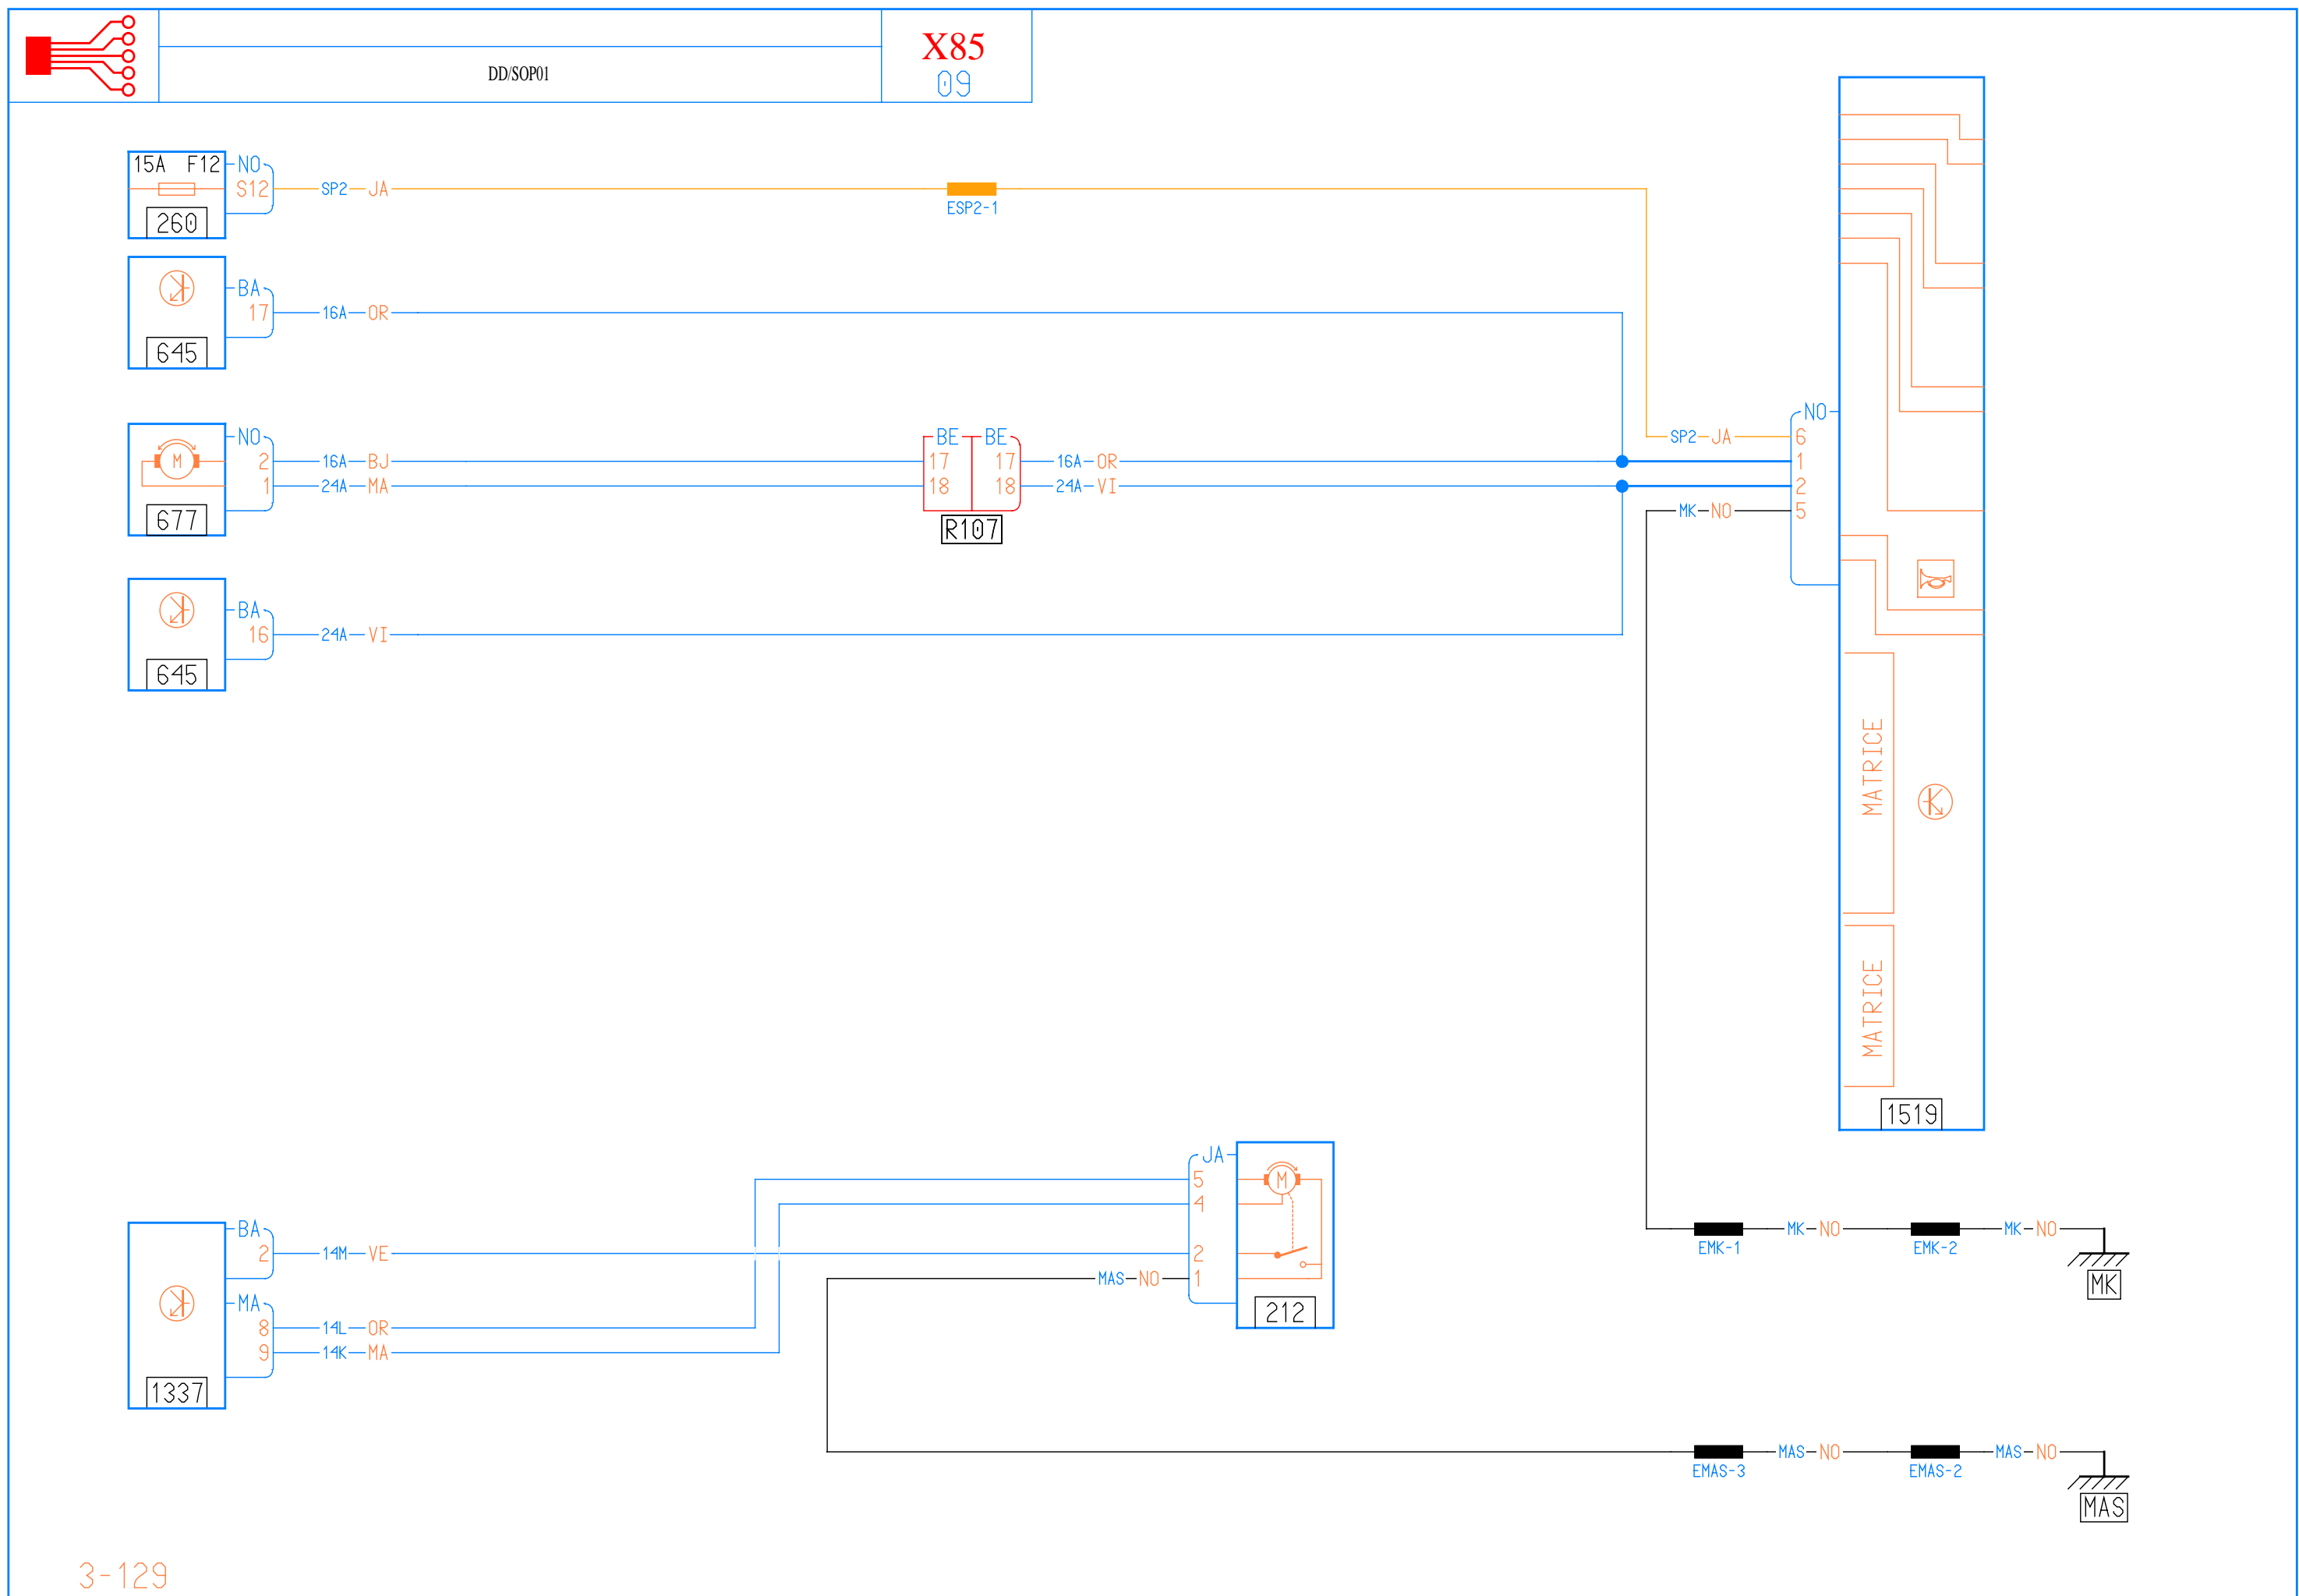 DD/SOP01
X85
09
15A F12
NO
S12
SP2 JA
ESP2-1
260
BA
17
16A OR
645
NO
2
16A BJ
1
24A MA
677
BE BE
17 17
18 18
R107
16A OR
24A VI
BA
16
24A VI
645
NO
SP2 JA
6
1
2
MK NO
5
MATRICE
MATRICE
1519
JA
5
4
2
MAS NO
1
M
212
M
BA
2
14M VE
MA
8
14L OR
9
14K MA
1337
EMK-1
MK NO
EMK-2
MK NO
MK
EMAS-3
MAS NO
EMAS-2
MAS NO
MAS
3-129